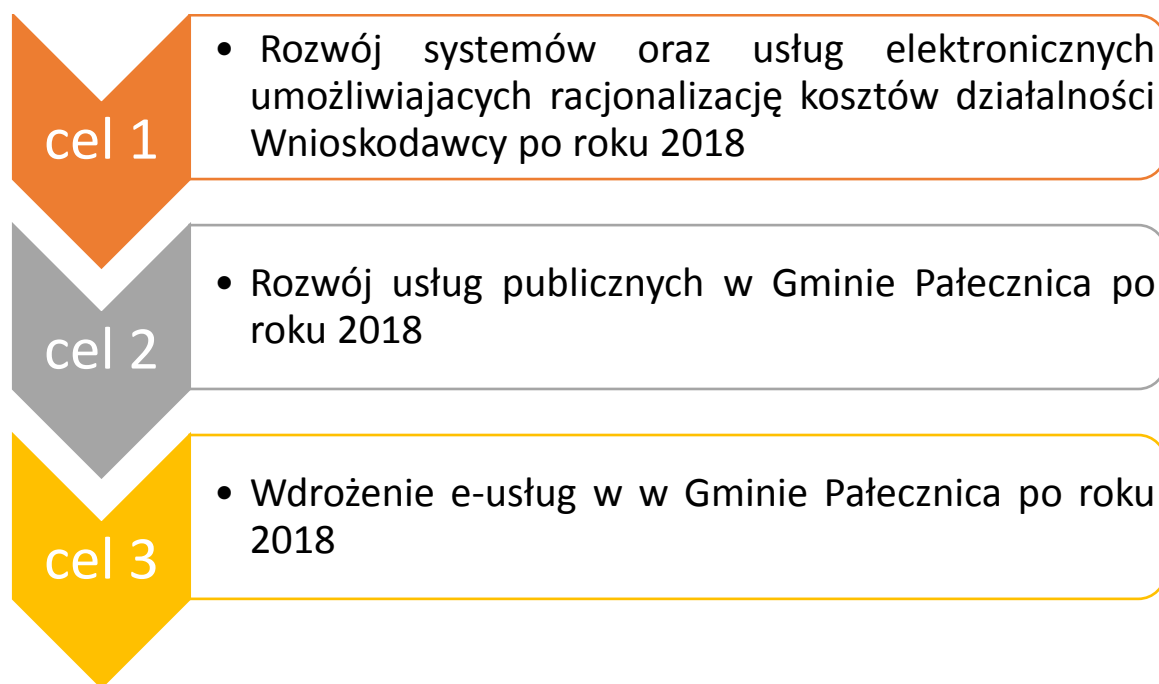 cel 1
• Rozwój systemów oraz usług elektronicznych
umożliwiajacych racjonalizację kosztów działalności
Wnioskodawcy po roku 2018
cel 2
• Rozwój usług publicznych w Gminie Pałecznica po
roku 2018
cel 3
• Wdrożenie e-usług w w Gminie Pałecznica po roku
2018